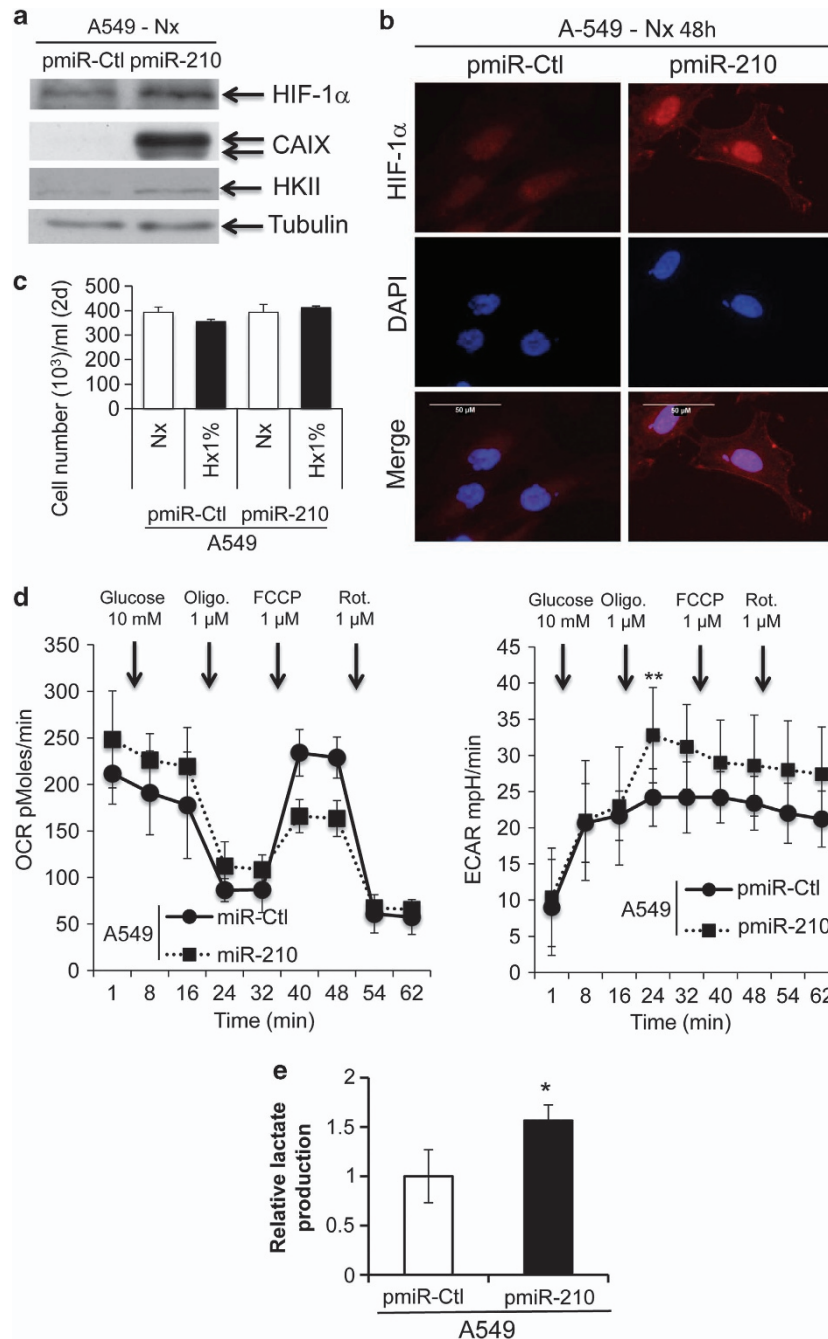 a
A549 - Nx
pmiR-Ctl pmiR-210
HIF-1α
CAIX
HKII
Tubulin
b
A-549 - Nx 48h
pmiR-Ctl pmiR-210
HIF-1α
DAPI
Merge
50 µM
50 µM
c
Cell number (10³)/ml (2d)
500
400
300
200
100
0
Nx Hx1% Nx Hx1%
pmiR-Ctl pmiR-210
A549
d
Glucose 10 mM
Oligo. 1 µM
FCCP 1 µM
Rot. 1 µM
OCR pMoles/min
350
300
250
200
150
100
50
0
A549
miR-Ctl
miR-210
1 8 16 24 32 40 48 54 62
Time (min)
Glucose 10 mM
Oligo. 1 µM
FCCP 1 µM
Rot. 1 µM
**
ECAR mpH/min
45
40
35
30
25
20
15
10
5
0
A549
pmiR-Ctl
pmiR-210
1 8 16 24 32 40 48 54 62
Time (min)
e
Relative lactate production
2
1.5
1
0.5
0
*
pmiR-Ctl pmiR-210
A549